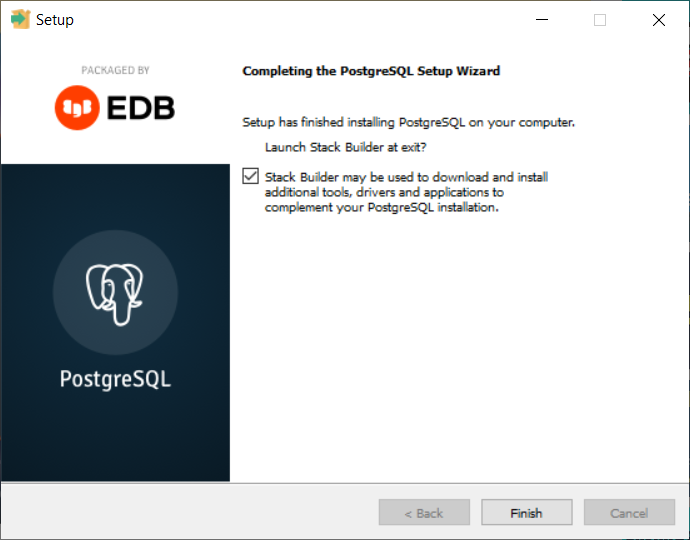 Setup
PACKAGED BY
EDB
PostgreSQL
Completing the PostgreSQL Setup Wizard
Setup has finished installing PostgreSQL on your computer.
Launch Stack Builder at exit?
Stack Builder may be used to download and install
additional tools, drivers and applications to
complement your PostgreSQL installation.
< Back
Finish
Cancel